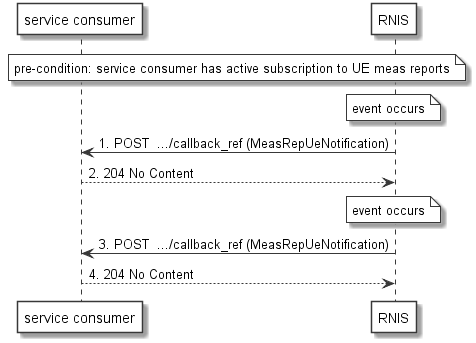 service consumer
RNIS
pre-condition: service consumer has active subscription to UE meas reports
event occurs
1. POST .../callback_ref (MeasRepUeNotification)
2. 204 No Content
event occurs
3. POST .../callback_ref (MeasRepUeNotification)
4. 204 No Content
service consumer
RNIS